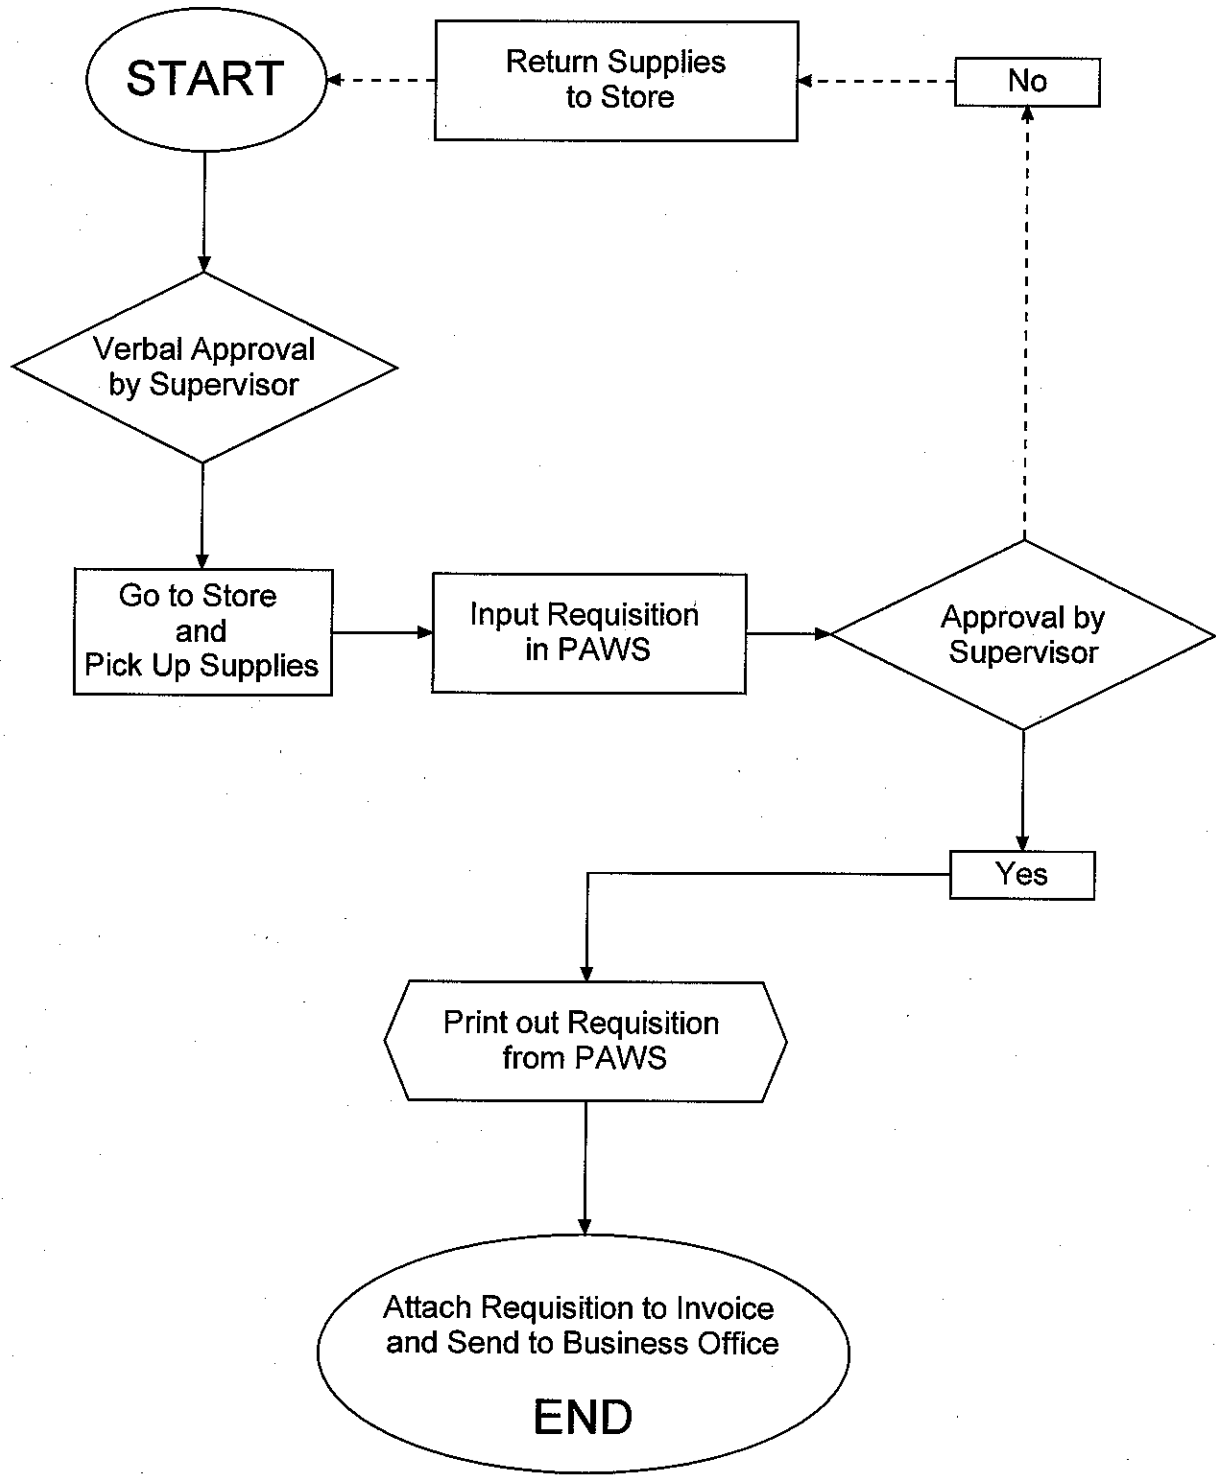 START
Return Supplies
to Store
No
Verbal Approval
by Supervisor
Go to Store
and
Pick Up Supplies
Input Requisition
in PAWS
Approval by
Supervisor
Yes
Print out Requisition
from PAWS
Attach Requisition to Invoice
and Send to Business Office
END